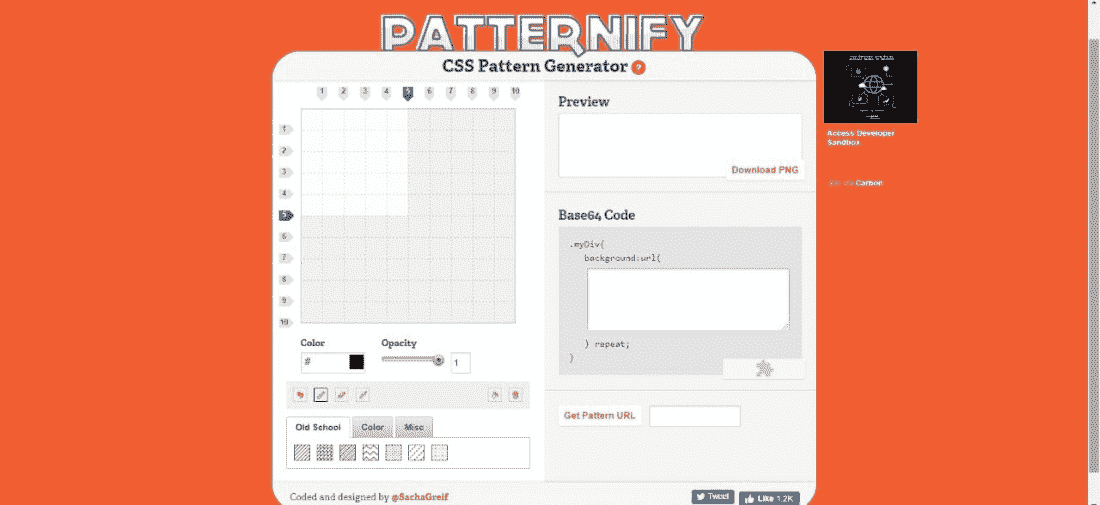 PATTERNIFY
CSS Pattern Generator ?
1 2 3 4 5 6 7 8 9 10
1
2
3
4
5
6
7
8
9
10
Color
Opacity
#
1
Old School Color Misc
Coded and designed by @SachaGreif
Preview
Download PNG
Base64 Code
.myDiv{
background:url(
) repeat;
}
Get Pattern URL
Tweet
Like 1.2K
Access Developer
Sandbox
Carbon